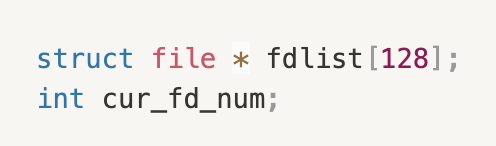 struct file * fdlist[128];
int cur_fd_num;